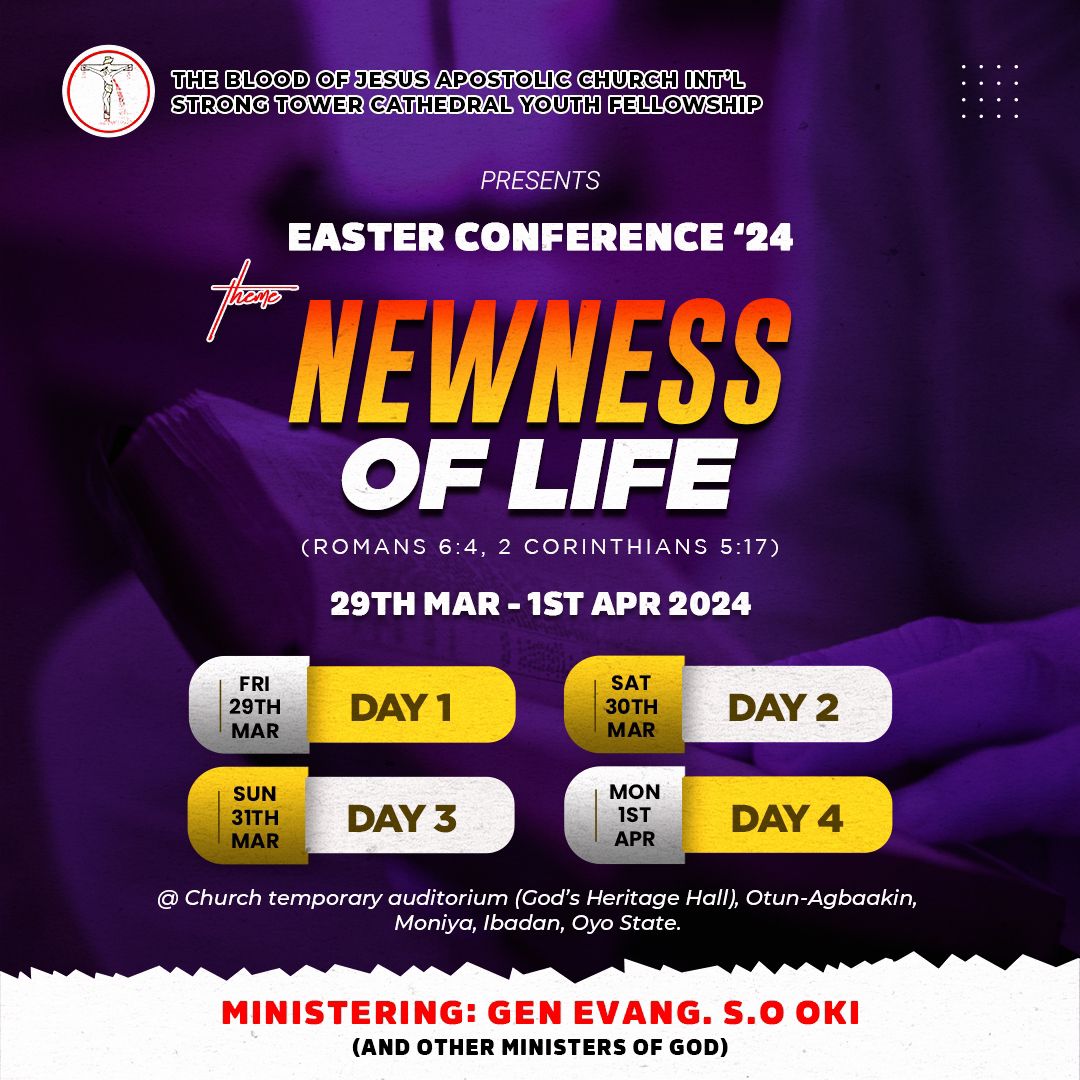 THE BLOOD OF JESUS APOSTOLIC CHURCH INT'L
STRONG TOWER CATHEDRAL YOUTH FELLOWSHIP
PRESENTS
EASTER CONFERENCE ‘24
theme
NEWNESS
OF LIFE
(ROMANS 6:4, 2 CORINTHIANS 5:17)
29TH MAR - 1ST APR 2024
FRI
29TH
MAR
DAY 1
SAT
30TH
MAR
DAY 2
SUN
31TH
MAR
DAY 3
MON
1ST
APR
DAY 4
@ Church temporary auditorium (God's Heritage Hall), Otun-Agbaakin,
Moniya, Ibadan, Oyo State.
MINISTERING: GEN EVANG. S.O OKI
(AND OTHER MINISTERS OF GOD)